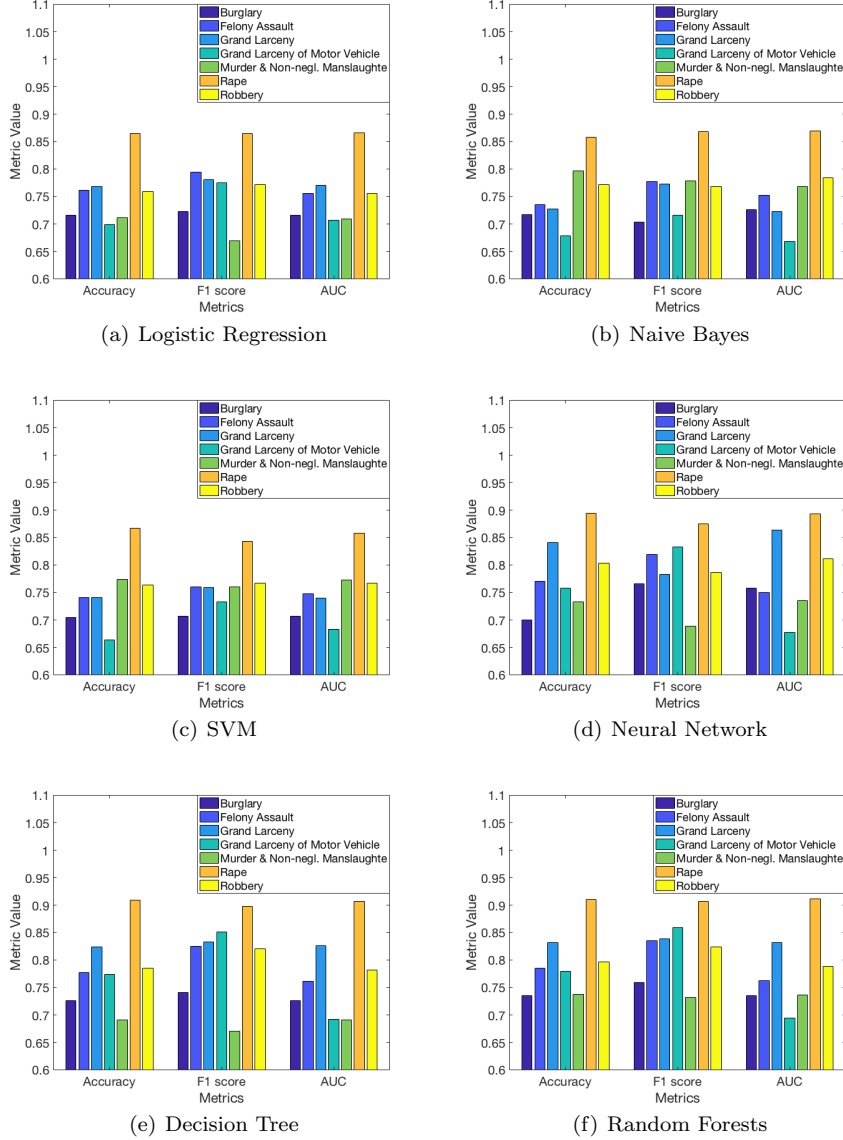 1.1
1.05
1
0.95
0.9
0.85
0.8
0.75
0.7
0.65
0.6
Metric Value
Burglary
Felony Assault
Grand Larceny
Grand Larceny of Motor Vehicle
Murder & Non-negl. Manslaughte
Rape
Robbery
Accuracy F1 score AUC
Metrics
(a) Logistic Regression
1.1
1.05
1
0.95
0.9
0.85
0.8
0.75
0.7
0.65
0.6
Metric Value
Burglary
Felony Assault
Grand Larceny
Grand Larceny of Motor Vehicle
Murder & Non-negl. Manslaughte
Rape
Robbery
Accuracy F1 score AUC
Metrics
(b) Naive Bayes
1.1
1.05
1
0.95
0.9
0.85
0.8
0.75
0.7
0.65
0.6
Metric Value
Burglary
Felony Assault
Grand Larceny
Grand Larceny of Motor Vehicle
Murder & Non-negl. Manslaughte
Rape
Robbery
Accuracy F1 score AUC
Metrics
(c) SVM
1.1
1.05
1
0.95
0.9
0.85
0.8
0.75
0.7
0.65
0.6
Metric Value
Burglary
Felony Assault
Grand Larceny
Grand Larceny of Motor Vehicle
Murder & Non-negl. Manslaughte
Rape
Robbery
Accuracy F1 score AUC
Metrics
(d) Neural Network
1.1
1.05
1
0.95
0.9
0.85
0.8
0.75
0.7
0.65
0.6
Metric Value
Burglary
Felony Assault
Grand Larceny
Grand Larceny of Motor Vehicle
Murder & Non-negl. Manslaughte
Rape
Robbery
Accuracy F1 score AUC
Metrics
(e) Decision Tree
1.1
1.05
1
0.95
0.9
0.85
0.8
0.75
0.7
0.65
0.6
Metric Value
Burglary
Felony Assault
Grand Larceny
Grand Larceny of Motor Vehicle
Murder & Non-negl. Manslaughte
Rape
Robbery
Accuracy F1 score AUC
Metrics
(f) Random Forests